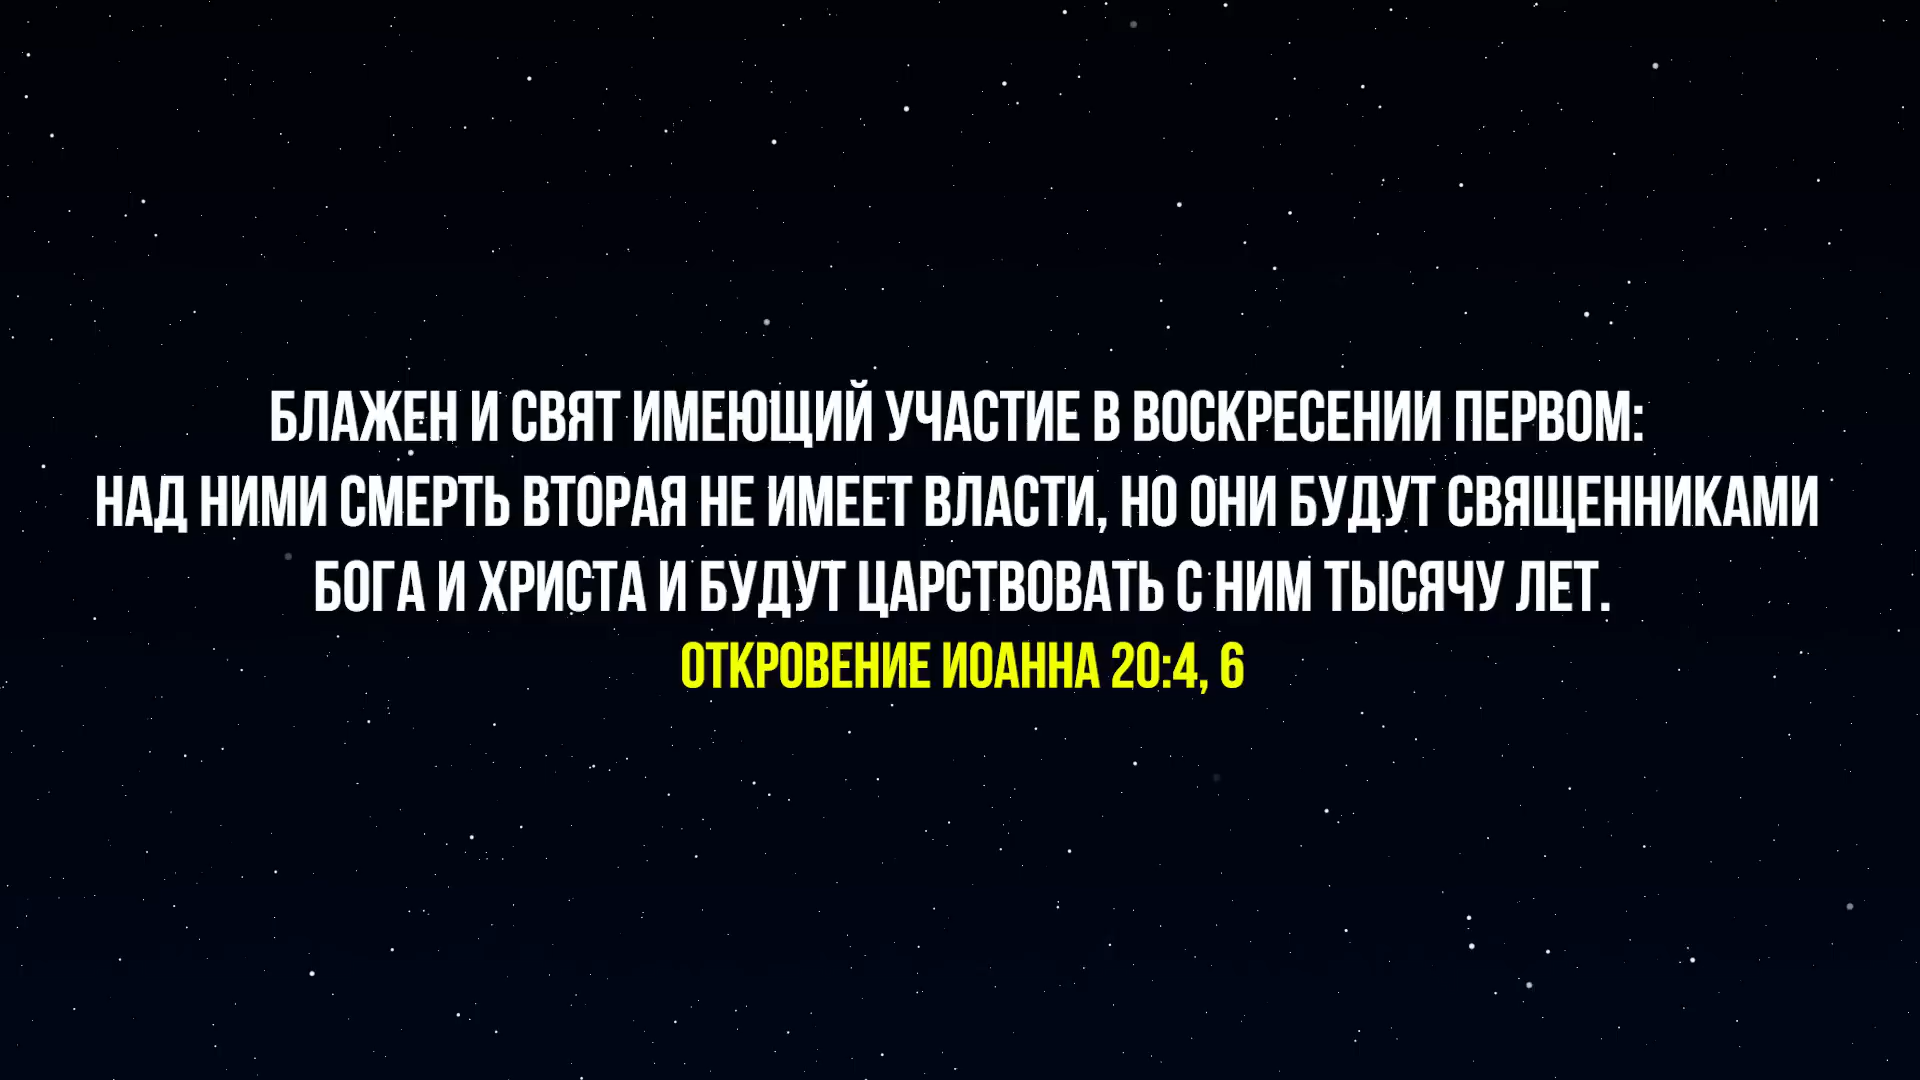 БЛАЖЕН И СВЯТ ИМЕЮЩИЙ УЧАСТИЕ В ВОСКРЕСЕНИИ ПЕРВОМ:
НАД НИМИ СМЕРТЬ ВТОРАЯ НЕ ИМЕЕТ ВЛАСТИ, НО ОНИ БУДУТ СВЯЩЕННИКАМИ
БОГА И ХРИСТА И БУДУТ ЦАРСТВОВАТЬ С НИМ ТЫСЯЧУ ЛЕТ.
ОТКРОВЕНИЕ ИОАННА 20:4, 6